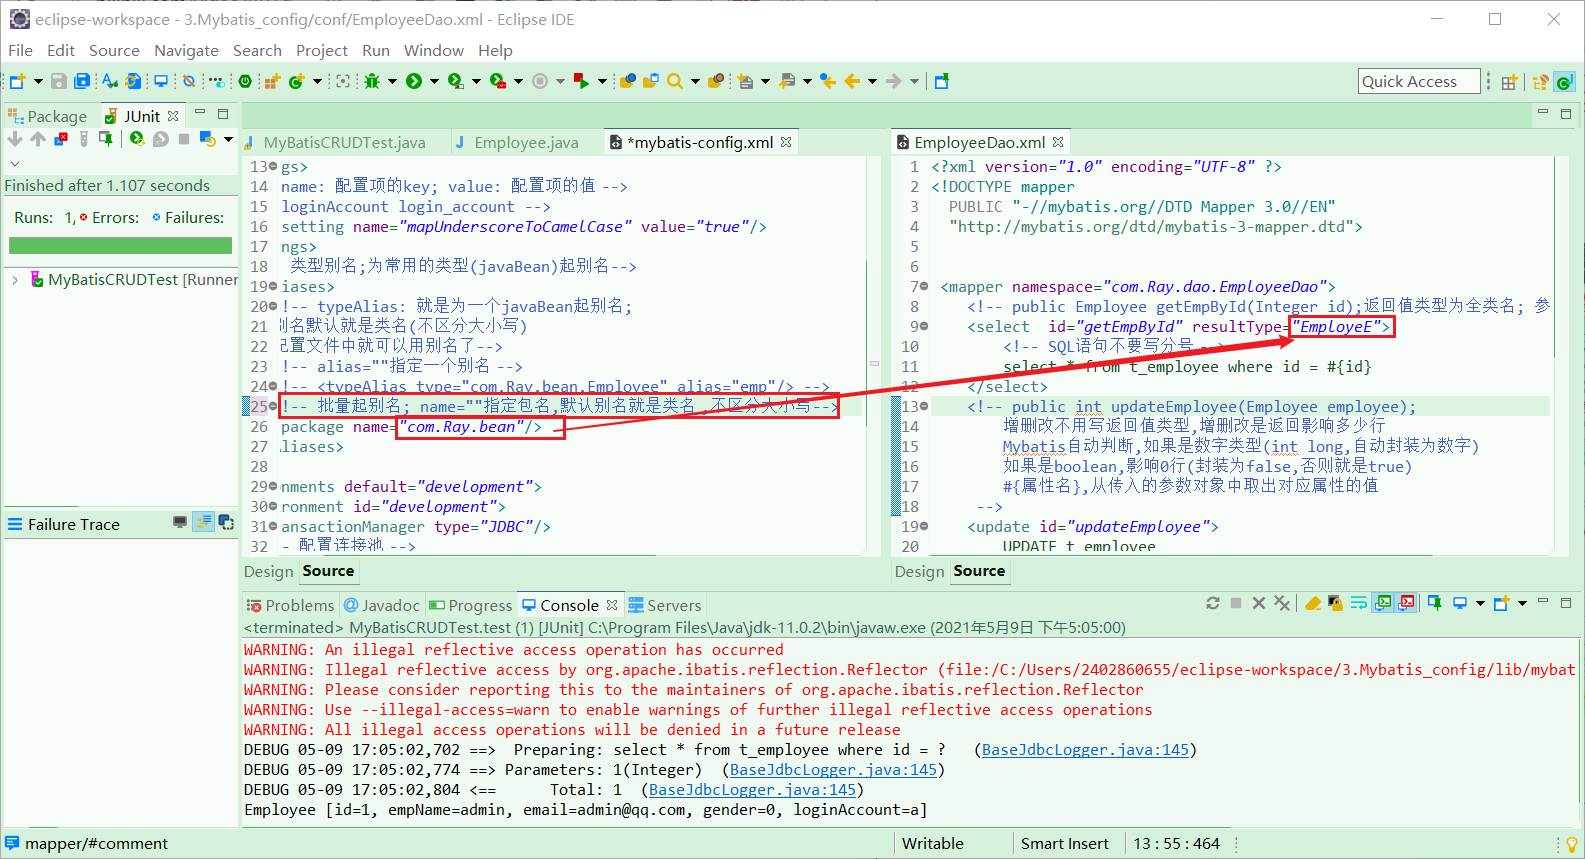 eclipse-workspace - 3.Mybatis_config/conf/EmployeeDao.xml - Eclipse IDE
File Edit Source Navigate Search Project Run Window Help
Quick Access
Package JUnit
Finished after 1.107 seconds
Runs: 1, Errors: Failures:
MyBatisCRUDTest [Runner
Failure Trace
MyBatisCRUDTest.java Employee.java *mybatis-config.xml
13 gs>
14 name: 配置项的key; value: 配置项的值 -->
15 loginAccount login_account -->
16 setting name="mapUnderscoreToCamelCase" value="true"/>
17 ngs>
18 类型别名;为常用的类型(javaBean)起别名-->
19 iases>
20 !-- typeAlias: 就是为一个javaBean起别名;
21 别名默认就是类名(不区分大小写)
22 配置文件中就可以用别名了-->
23 !-- alias=""指定一个别名 -->
24 !-- <typeAlias type="com.Ray.bean.Employee" alias="emp"/> -->
25 !-- 批量起别名; name=""指定包名,默认别名就是类名 ,不区分大小写-->
26 package name="com.Ray.bean"/>
27 liases>
28
29 nments default="development">
30 ronment id="development">
31 ansactionManager type="JDBC"/>
32 - 配置连接池 -->
Design Source
EmployeeDao.xml
1 <?xml version="1.0" encoding="UTF-8" ?>
2 <!DOCTYPE mapper
3 PUBLIC "-//mybatis.org//DTD Mapper 3.0//EN"
4 "http://mybatis.org/dtd/mybatis-3-mapper.dtd">
5
6
7 <mapper namespace="com.Ray.dao.EmployeeDao">
8 <!-- public Employee getEmpById(Integer id);返回值类型为全类名; 参
9 <select id="getEmpById" resultType="EmployeE">
10 <!-- SQL语句不要写分号 -->
11 select * from t_employee where id = #{id}
12 </select>
13 <!-- public int updateEmployee(Employee employee);
14 增删改不用写返回值类型,增删改是返回影响多少行
15 Mybatis自动判断,如果是数字类型(int long,自动封装为数字)
16 如果是boolean,影响0行(封装为false,否则就是true)
17 #{属性名},从传入的参数对象中取出对应属性的值
18 -->
19 <update id="updateEmployee">
20 UPDATE t_employee
Design Source
Problems Javadoc Progress Console Servers
<terminated> MyBatisCRUDTest.test (1) [JUnit] C:\Program Files\Java\jdk-11.0.2\bin\javaw.exe (2021年5月9日 下午5:05:00)
WARNING: An illegal reflective access operation has occurred
WARNING: Illegal reflective access by org.apache.ibatis.reflection.Reflector (file:/C:/Users/2402860655/eclipse-workspace/3.Mybatis_config/lib/mybat
WARNING: Please consider reporting this to the maintainers of org.apache.ibatis.reflection.Reflector
WARNING: Use --illegal-access=warn to enable warnings of further illegal reflective access operations
WARNING: All illegal access operations will be denied in a future release
DEBUG 05-09 17:05:02,702 ==>  Preparing: select * from t_employee where id = ?   (BaseJdbcLogger.java:145)
DEBUG 05-09 17:05:02,774 ==> Parameters: 1(Integer)  (BaseJdbcLogger.java:145)
DEBUG 05-09 17:05:02,804 <==      Total: 1  (BaseJdbcLogger.java:145)
Employee [id=1, empName=admin, email=admin@qq.com, gender=0, loginAccount=a]
mapper/#comment Writable Smart Insert 13 : 55 : 464